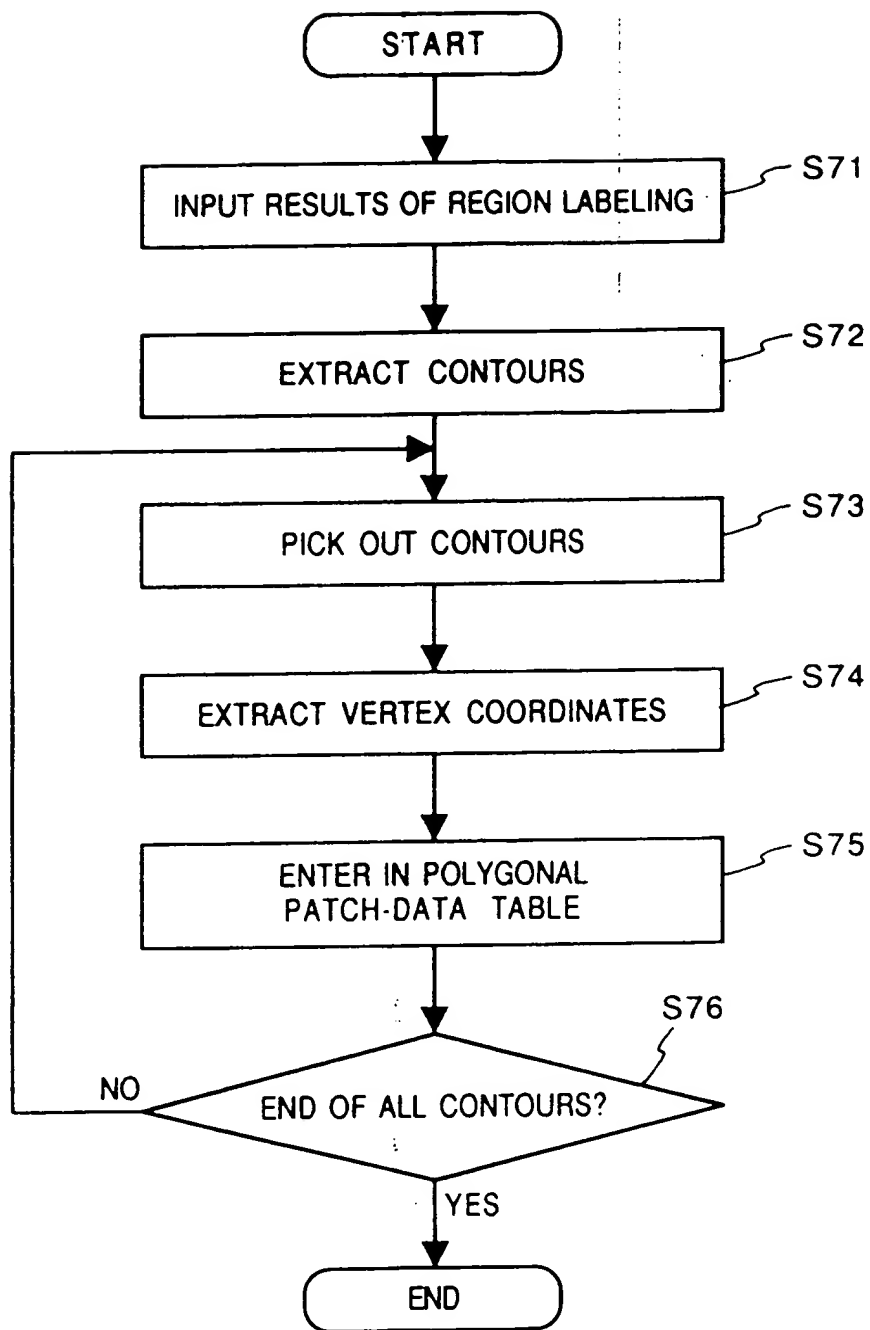 START
INPUT RESULTS OF REGION LABELING
S71
EXTRACT CONTOURS
S72
PICK OUT CONTOURS
S73
EXTRACT VERTEX COORDINATES
S74
ENTER IN POLYGONAL
PATCH-DATA TABLE
S75
S76
END OF ALL CONTOURS?
NO
YES
END